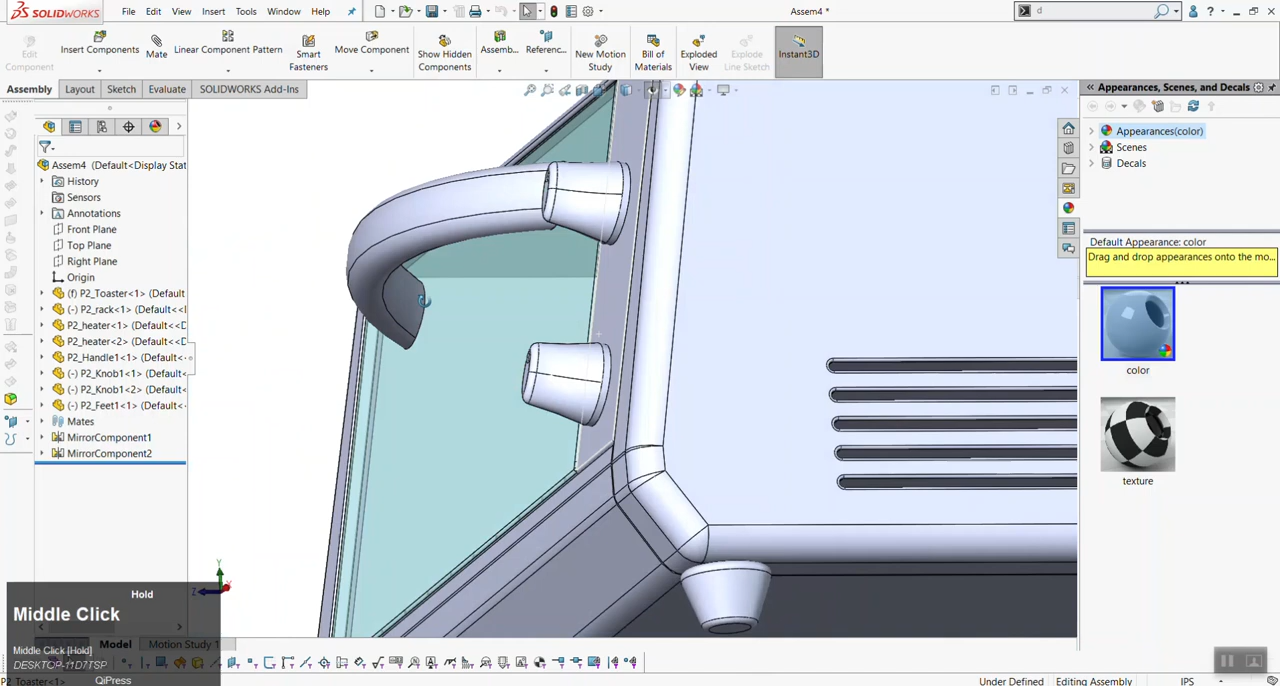 SOLIDWORKS
File Edit View Insert Tools Window Help
Assem4 *
d
Edit Component
Insert Components
Mate
Linear Component Pattern
Smart Fasteners
Move Component
Show Hidden Components
Assemb...
Referenc...
New Motion Study
Bill of Materials
Exploded View
Explode Line Sketch
Instant3D
Assembly Layout Sketch Evaluate SOLIDWORKS Add-Ins
Appearances, Scenes, and Decals
Assem4 (Default<Display Stat
History
Sensors
Annotations
Front Plane
Top Plane
Right Plane
Origin
(f) P2_Toaster<1> (Default
(-) P2_rack<1> (Default<<D
P2_heater<1> (Default<<D
P2_heater<2> (Default<<D
P2_Handle1<1> (Default<
(-) P2_Knob1<1> (Default<
(-) P2_Knob1<2> (Default<
(-) P2_Feet1<1> (Default<
Mates
MirrorComponent1
MirrorComponent2
Appearances(color)
Scenes
Decals
Default Appearance: color
Drag and drop appearances onto the mo...
color
texture
Y
Z
Hold
Middle Click
Middle Click [Hold]
DESKTOP-I1D7TSP
QiPress
Model Motion Study 1
P2_Toaster<1>
Under Defined Editing Assembly IPS